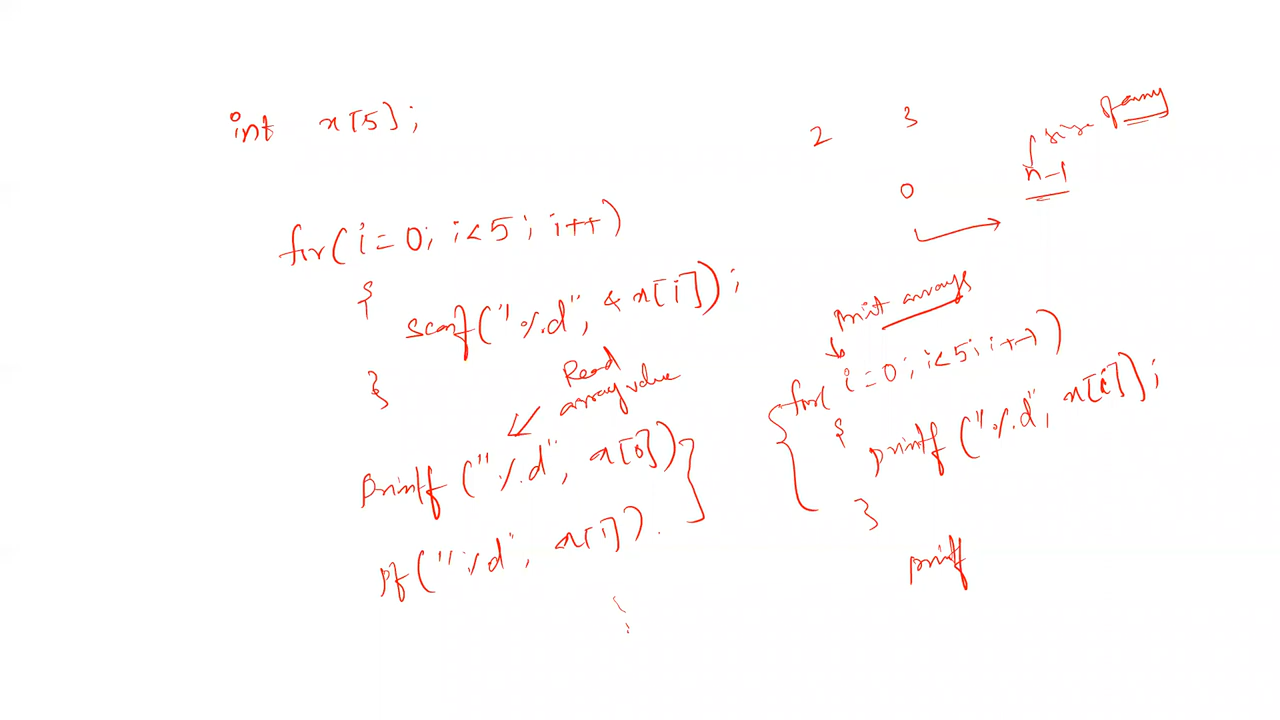 int x[5];
for(i=0; i<5; i++)
{
scanf("%d", &x[i]);
}
Read
array value
printf("%d", x[0])
pf("%d", x[1]).
2 3
size of array
n-1
0
print arrays
for( i=0; i<5; i++)
{
printf("%d", x[i]);
}
printf